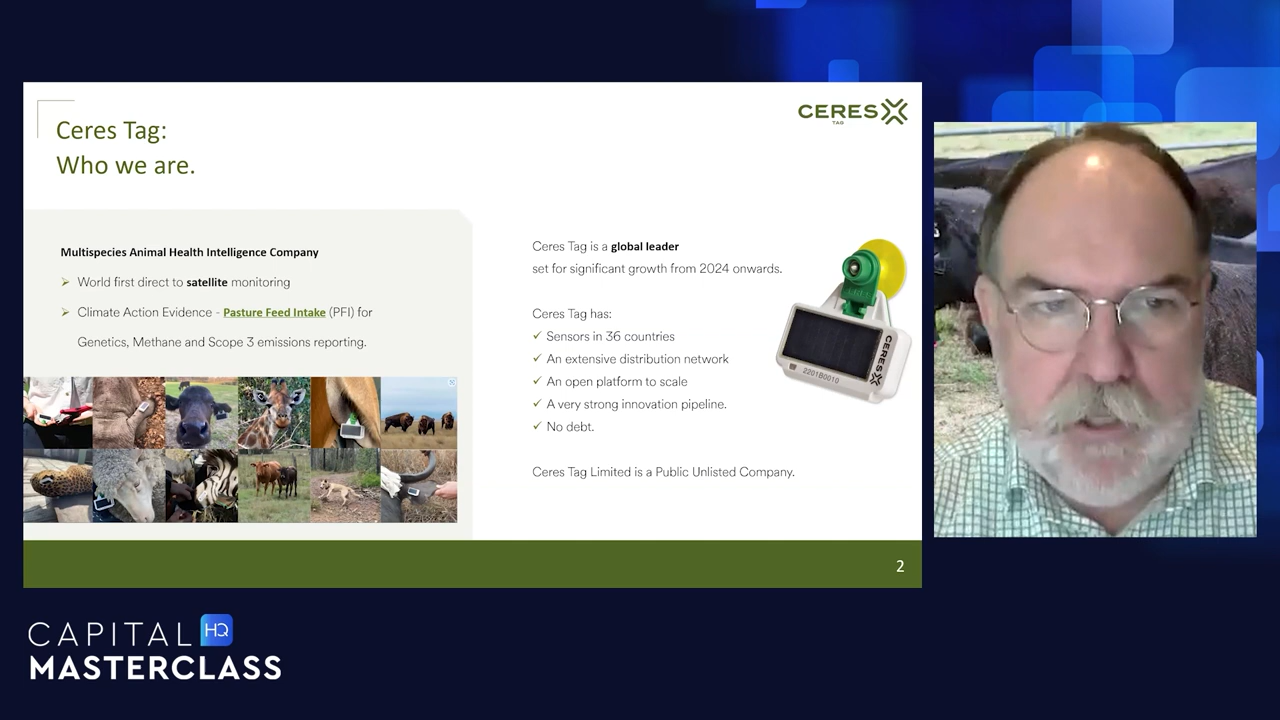 CERES
TAG
Ceres Tag:
Who we are.
Multispecies Animal Health Intelligence Company
World first direct to satellite monitoring
Climate Action Evidence - Pasture Feed Intake (PFI) for
Genetics, Methane and Scope 3 emissions reporting.
Ceres Tag is a global leader
set for significant growth from 2024 onwards.
Ceres Tag has:
Sensors in 36 countries
An extensive distribution network
An open platform to scale
A very strong innovation pipeline.
No debt.
Ceres Tag Limited is a Public Unlisted Company.
CERES
CERES
2201B0010
2
CAPITAL HQ
MASTERCLASS